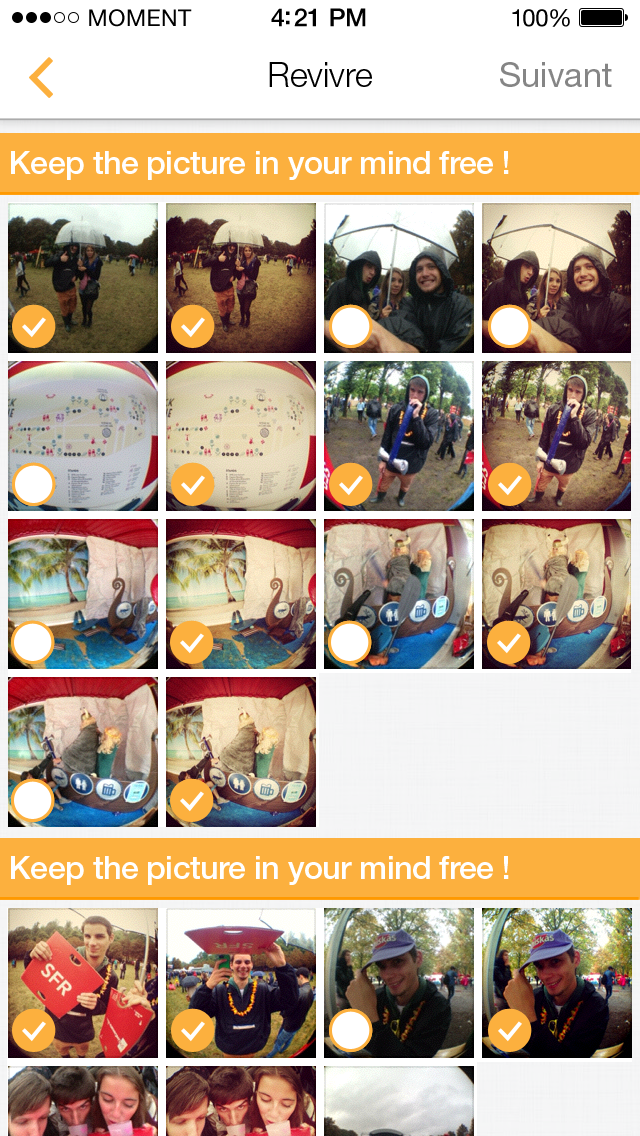 MOMENT 4:21 PM 100%
Revivre Suivant
Keep the picture in your mind free !
Keep the picture in your mind free !
SFR
SFR